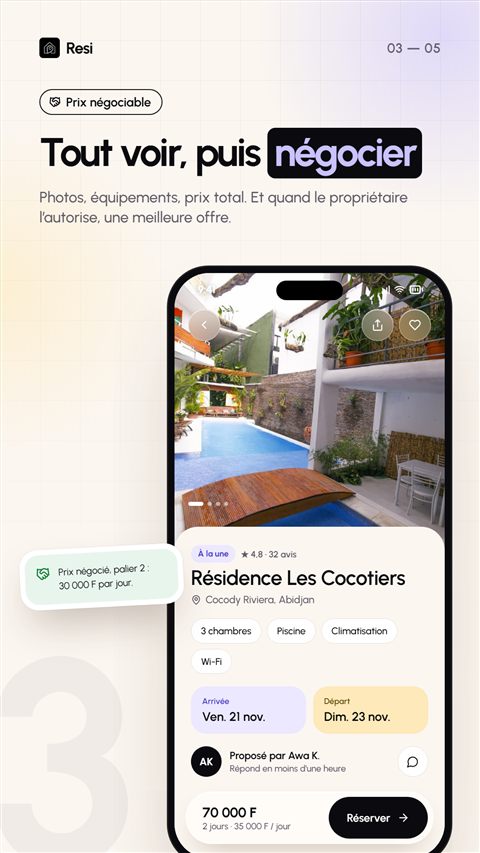 Resi
03 — 05
Prix négociable
Tout voir, puis négocier
Photos, équipements, prix total. Et quand le propriétaire
l'autorise, une meilleure offre.
À la une
★ 4,8 · 32 avis
Résidence Les Cocotiers
Cocody Riviera, Abidjan
Prix négocié, palier 2 :
30 000 F par jour.
3 chambres
Piscine
Climatisation
Wi-Fi
Arrivée
Ven. 21 nov.
Départ
Dim. 23 nov.
AK
Proposé par Awa K.
Répond en moins d'une heure
70 000 F
2 jours · 35 000 F / jour
Réserver
3